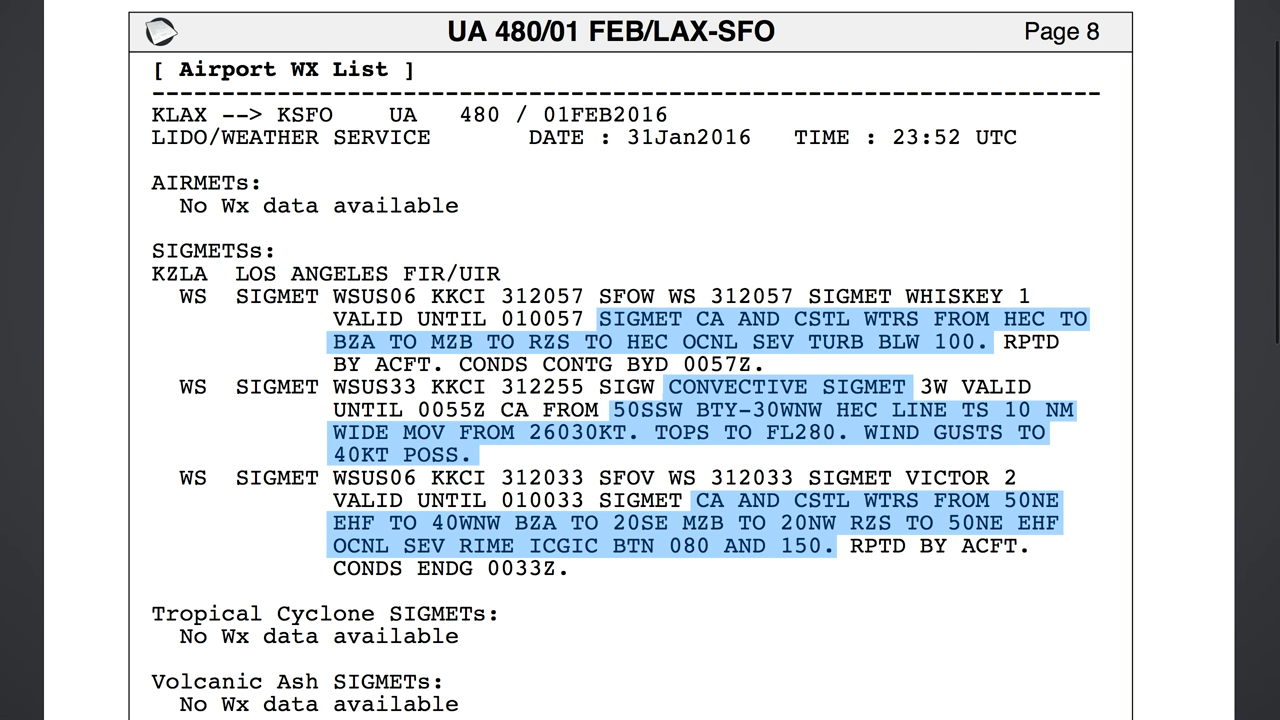 UA 480/01 FEB/LAX-SFO Page 8
[ Airport WX List ]
--------------------------------------------------------------------
KLAX --> KSFO UA 480 / 01FEB2016
LIDO/WEATHER SERVICE DATE : 31Jan2016 TIME : 23:52 UTC
AIRMETs:
No Wx data available
SIGMETSs:
KZLA LOS ANGELES FIR/UIR
WS SIGMET WSUS06 KKCI 312057 SFOW WS 312057 SIGMET WHISKEY 1
VALID UNTIL 010057 SIGMET CA AND CSTL WTRS FROM HEC TO
BZA TO MZB TO RZS TO HEC OCNL SEV TURB BLW 100. RPTD
BY ACFT. CONDS CONTG BYD 0057Z.
WS SIGMET WSUS33 KKCI 312255 SIGW CONVECTIVE SIGMET 3W VALID
UNTIL 0055Z CA FROM 50SSW BTY-30WNW HEC LINE TS 10 NM
WIDE MOV FROM 26030KT. TOPS TO FL280. WIND GUSTS TO
40KT POSS.
WS SIGMET WSUS06 KKCI 312033 SFOV WS 312033 SIGMET VICTOR 2
VALID UNTIL 010033 SIGMET CA AND CSTL WTRS FROM 50NE
EHF TO 40WNW BZA TO 20SE MZB TO 20NW RZS TO 50NE EHF
OCNL SEV RIME ICGIC BTN 080 AND 150. RPTD BY ACFT.
CONDS ENDG 0033Z.
Tropical Cyclone SIGMETs:
No Wx data available
Volcanic Ash SIGMETs:
No Wx data available